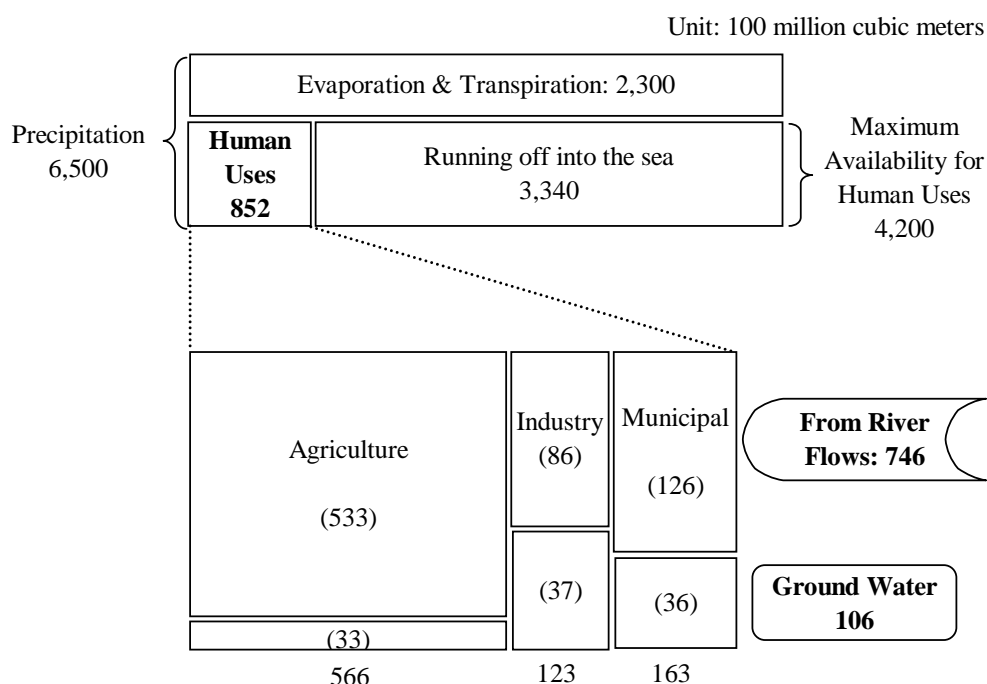 Unit: 100 million cubic meters
Evaporation & Transpiration: 2,300
Precipitation
6,500
Human
Uses
852
Running off into the sea
3,340
Maximum
Availability for
Human Uses
4,200
Agriculture
(533)
Industry
(86)
Municipal
(126)
From River
Flows: 746
(33)
(37)
(36)
Ground Water
106
566
123
163